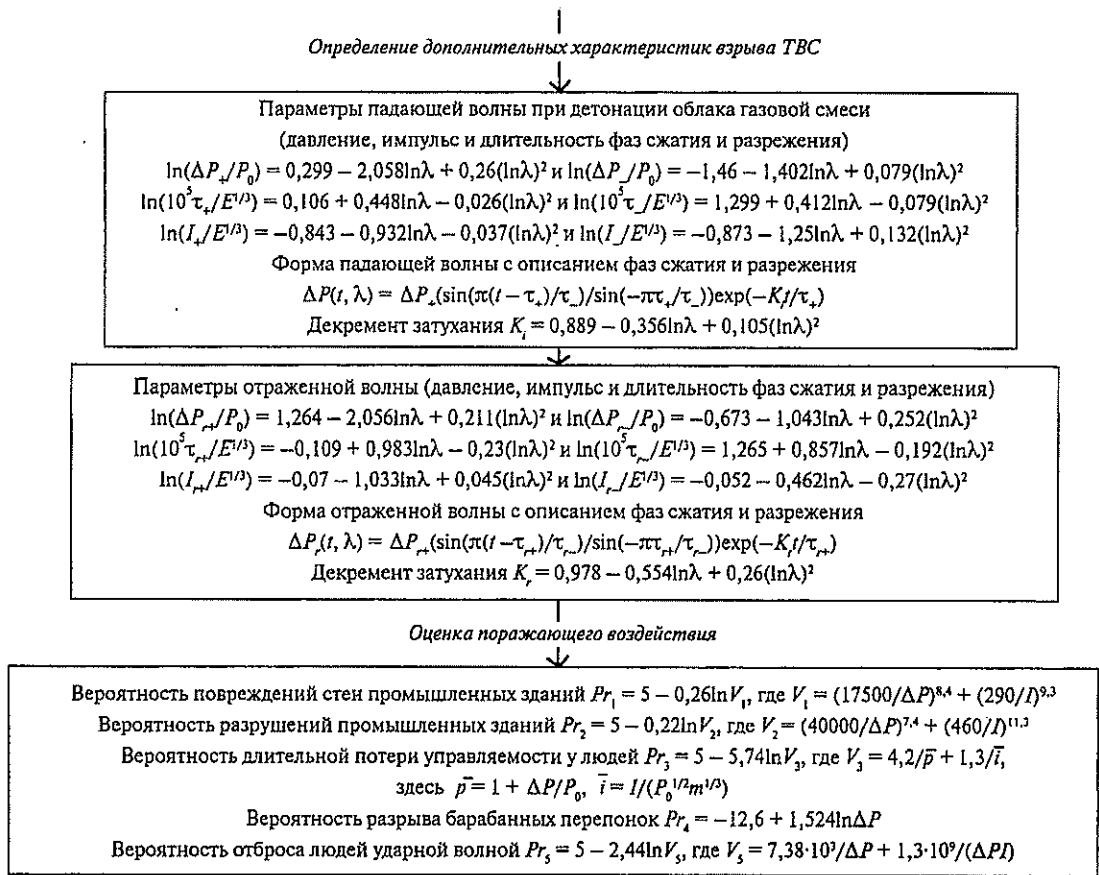 Определение дополнительных характеристик взрыва ТВС
Параметры падающей волны при детонации облака газовой смеси
(давление, импульс и длительность фаз сжатия и разрежения)
ln(ΔP₊/P₀) = 0,299 – 2,058lnλ + 0,26(lnλ)² и ln(ΔP₋/P₀) = –1,46 – 1,402lnλ + 0,079(lnλ)²
ln(10⁵τ₊/E^1/3) = 0,106 + 0,448lnλ – 0,026(lnλ)² и ln(10⁵τ₋/E^1/3) = 1,299 + 0,412lnλ – 0,079(lnλ)²
ln(I₊/E^1/3) = –0,843 – 0,932lnλ – 0,037(lnλ)² и ln(I₋/E^1/3) = –0,873 – 1,25lnλ + 0,132(lnλ)²
Форма падающей волны с описанием фаз сжатия и разрежения
ΔP(t, λ) = ΔP₊(sin(π(t – τ₊)/τ₋)/sin(–πτ₊/τ₋))exp(–Kᵢt/τ₊)
Декремент затухания Kᵢ = 0,889 – 0,356lnλ + 0,105(lnλ)²
Параметры отраженной волны (давление, импульс и длительность фаз сжатия и разрежения)
ln(ΔPᵣ₊/P₀) = 1,264 – 2,056lnλ + 0,211(lnλ)² и ln(ΔPᵣ₋/P₀) = –0,673 – 1,043lnλ + 0,252(lnλ)²
ln(10⁵τᵣ₊/E^1/3) = –0,109 + 0,983lnλ – 0,23(lnλ)² и ln(10⁵τᵣ₋/E^1/3) = 1,265 + 0,857lnλ – 0,192(lnλ)²
ln(Iᵣ₊/E^1/3) = –0,07 – 1,033lnλ + 0,045(lnλ)² и ln(Iᵣ₋/E^1/3) = –0,052 – 0,462lnλ – 0,27(lnλ)²
Форма отраженной волны с описанием фаз сжатия и разрежения
ΔPᵣ(t, λ) = ΔPᵣ₊(sin(π(t–τᵣ₊)/τᵣ₋)/sin(–πτᵣ₊/τᵣ₋))exp(–Kᵣt/τᵣ₊)
Декремент затухания Kᵣ = 0,978 – 0,554lnλ + 0,26(lnλ)²
Оценка поражающего воздействия
Вероятность повреждений стен промышленных зданий Pr₁ = 5 – 0,26lnV₁, где V₁ = (17500/ΔP)^8,4 + (290/I)^9,3
Вероятность разрушений промышленных зданий Pr₂ = 5 – 0,22lnV₂, где V₂ = (40000/ΔP)^7,4 + (460/I)^11,3
Вероятность длительной потери управляемости у людей Pr₃ = 5 – 5,74lnV₃, где V₃ = 4,2/p̄ + 1,3/ī,
здесь p̄ = 1 + ΔP/P₀, ī = I/(P₀^1/2m^1/3)
Вероятность разрыва барабанных перепонок Pr₄ = –12,6 + 1,524lnΔP
Вероятность отброса людей ударной волной Pr₅ = 5 – 2,44lnV₅, где V₅ = 7,38·10³/ΔP + 1,3·10⁹/(ΔPI)